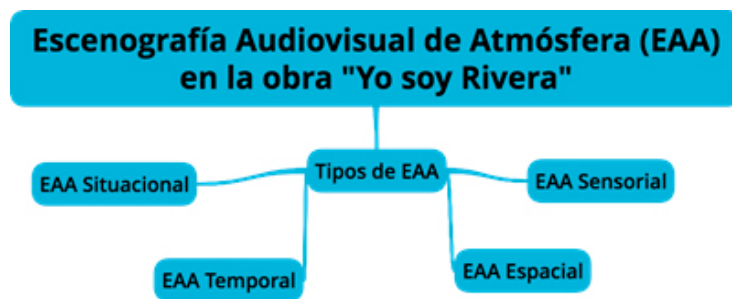 Escenografía Audiovisual de Atmósfera (EAA)
en la obra "Yo soy Rivera"
Tipos de EAA
EAA Situacional
EAA Sensorial
EAA Temporal
EAA Espacial